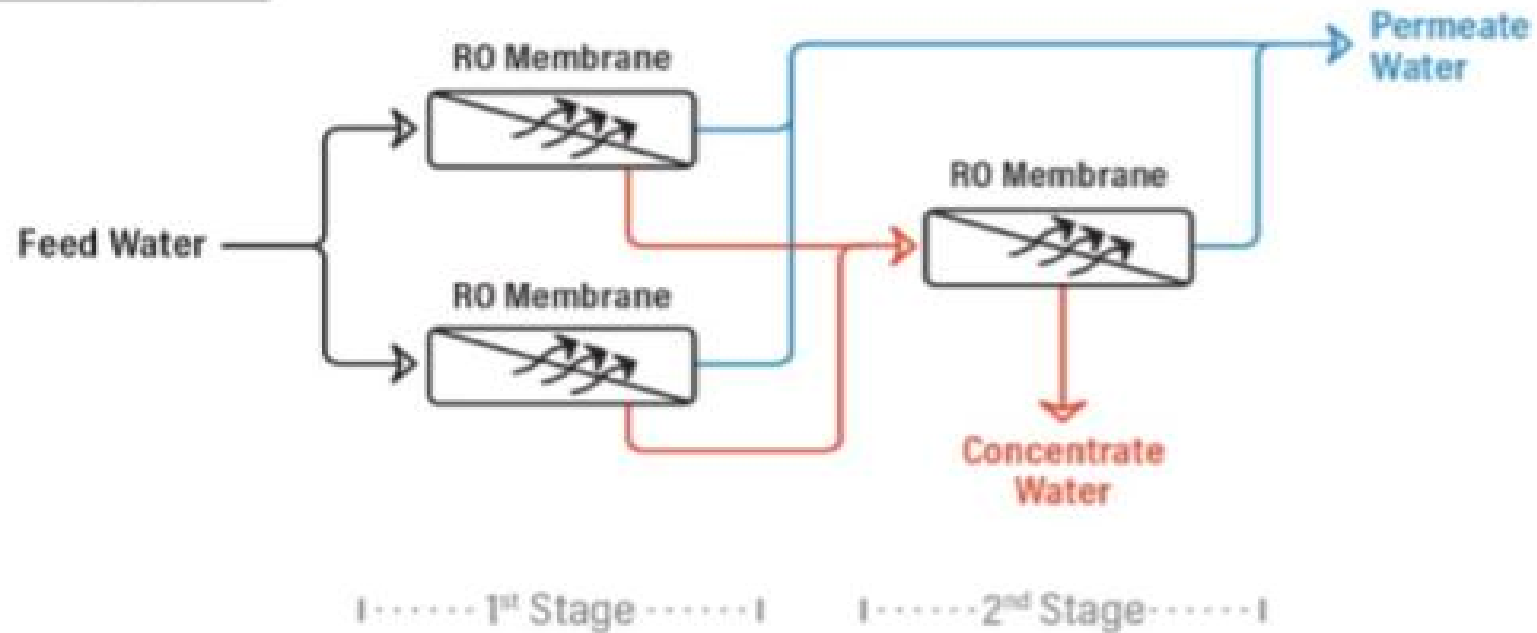 Permeate
Water
RO Membrane
RO Membrane
Feed Water
RO Membrane
Concentrate
Water
1st Stage
2nd Stage